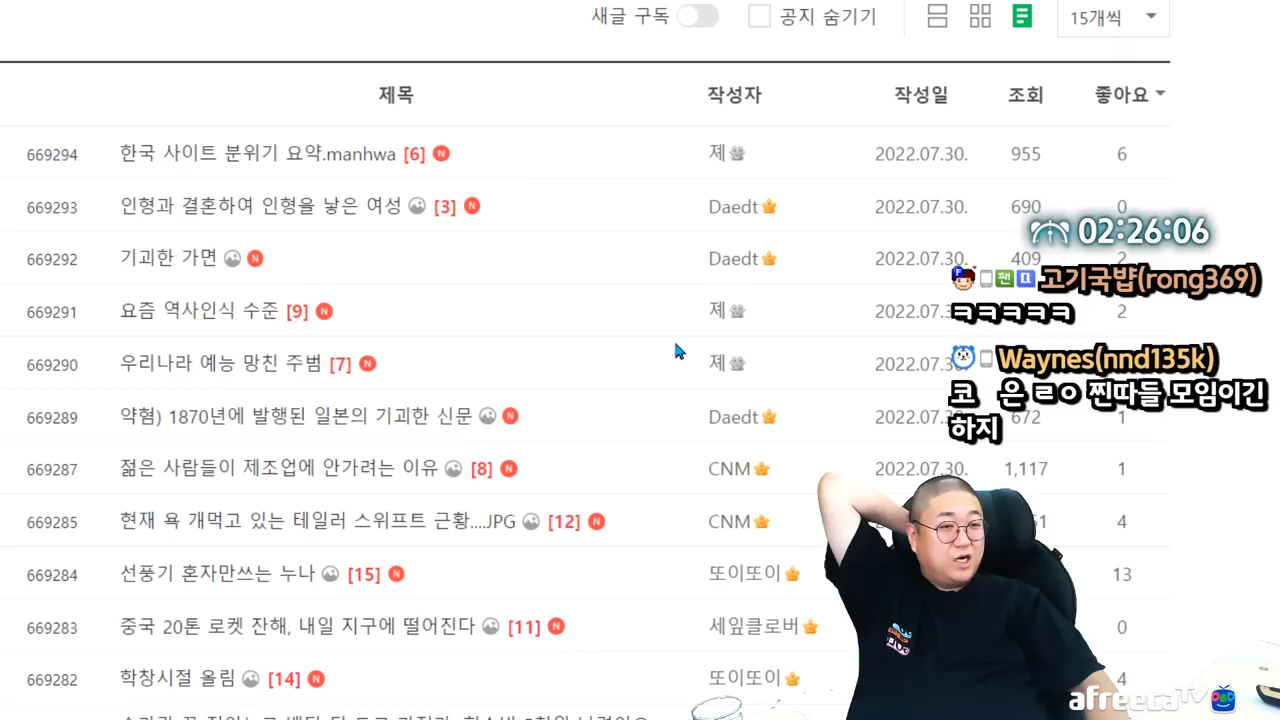 새글 구독 공지 숨기기 15개씩
제목 작성자 작성일 조회 좋아요
669294 한국 사이트 분위기 요약.manhwa [6] N 제 2022.07.30. 955 6
669293 인형과 결혼하여 인형을 낳은 여성 [3] N Daedt 2022.07.30. 690 0
02:26:06
669292 기괴한 가면 N Daedt 2022.07.30. 409 2
고기국뱝(rong369)
669291 요즘 역사인식 수준 [9] N 제 2
ㅋㅋㅋㅋㅋ
669290 우리나라 예능 망친 주범 [7] N 제
Waynes(nnd135k)
코 은 ㄹㅇ 찐따들 모임이긴
하지
669289 약혐) 1870년에 발행된 일본의 기괴한 신문 N Daedt 672 1
669287 젊은 사람들이 제조업에 안가려는 이유 [8] N CNM 2022.07.30. 1,117 1
669285 현재 욕 개먹고 있는 테일러 스위프트 근황....JPG [12] N CNM 4
669284 선풍기 혼자만쓰는 누나 [15] N 또이또이 13
669283 중국 20톤 로켓 잔해, 내일 지구에 떨어진다 [11] N 세잎클로버 0
669282 학창시절 올림 [14] N 또이또이 4
afreecaTV